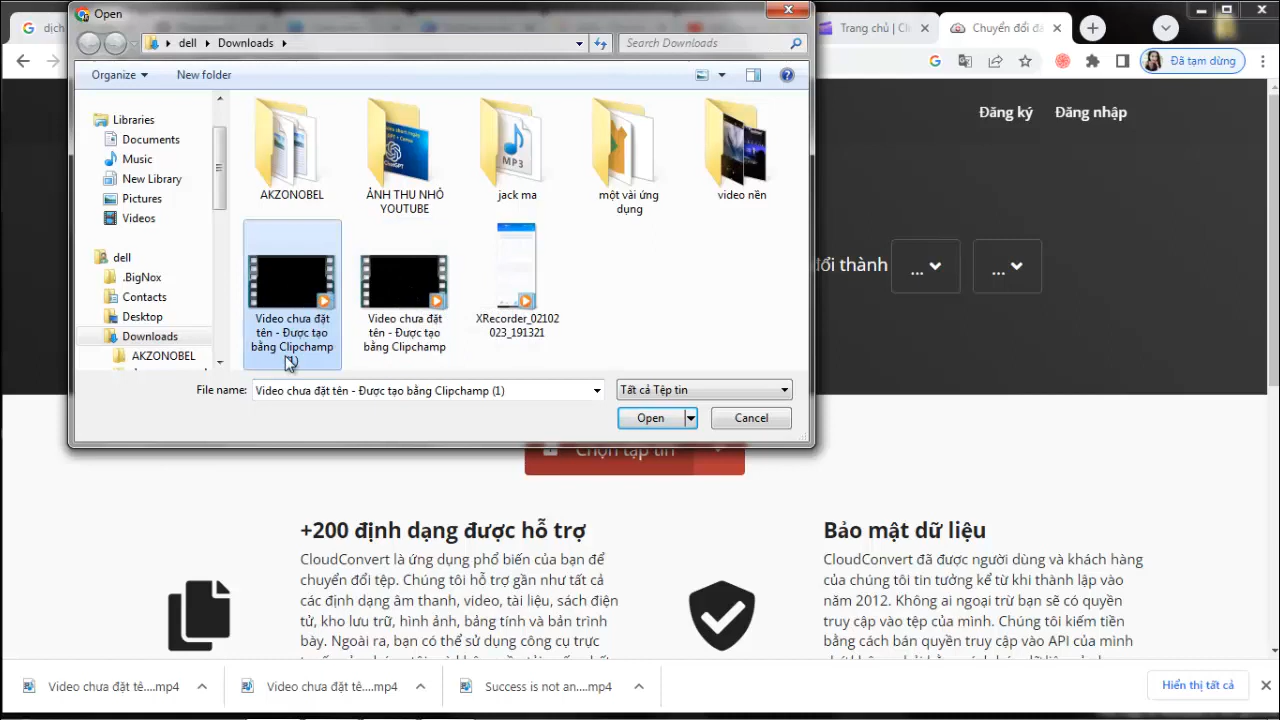 Open
dịch
Trang chủ | Cl
Chuyển đổi đá
dell
Downloads
Search Downloads
Đã tạm dừng
Organize
New folder
Đăng ký
Đăng nhập
Libraries
Documents
Music
New Library
Pictures
Videos
dell
.BigNox
Contacts
Desktop
Downloads
AKZONOBEL
AKZONOBEL
ẢNH THU NHỎ
YOUTUBE
jack ma
một vài ứng
dụng
video nền
MP3
Video chưa đặt
tên - Được tạo
bằng Clipchamp
Video chưa đặt
tên - Được tạo
bằng Clipchamp
XRecorder_02102
023_191321
đổi thành
...
...
File name:
Video chưa đặt tên - Được tạo bằng Clipchamp (1)
Tất cả Tệp tin
Open
Cancel
Chọn tập tin
+200 định dạng được hỗ trợ
CloudConvert là ứng dụng phổ biến của bạn để
chuyển đổi tệp. Chúng tôi hỗ trợ gần như tất cả
các định dạng âm thanh, video, tài liệu, sách điện
tử, kho lưu trữ, hình ảnh, bảng tính và bản trình
bày. Ngoài ra, bạn có thể sử dụng công cụ trực
Bảo mật dữ liệu
CloudConvert đã được người dùng và khách hàng
của chúng tôi tin tưởng kể từ khi thành lập vào
năm 2012. Không ai ngoại trừ bạn sẽ có quyền
truy cập vào tệp của mình. Chúng tôi kiếm tiền
bằng cách bán quyền truy cập vào API của mình
Video chưa đặt tê....mp4
Video chưa đặt tê....mp4
Success is not an....mp4
Hiển thị tất cả